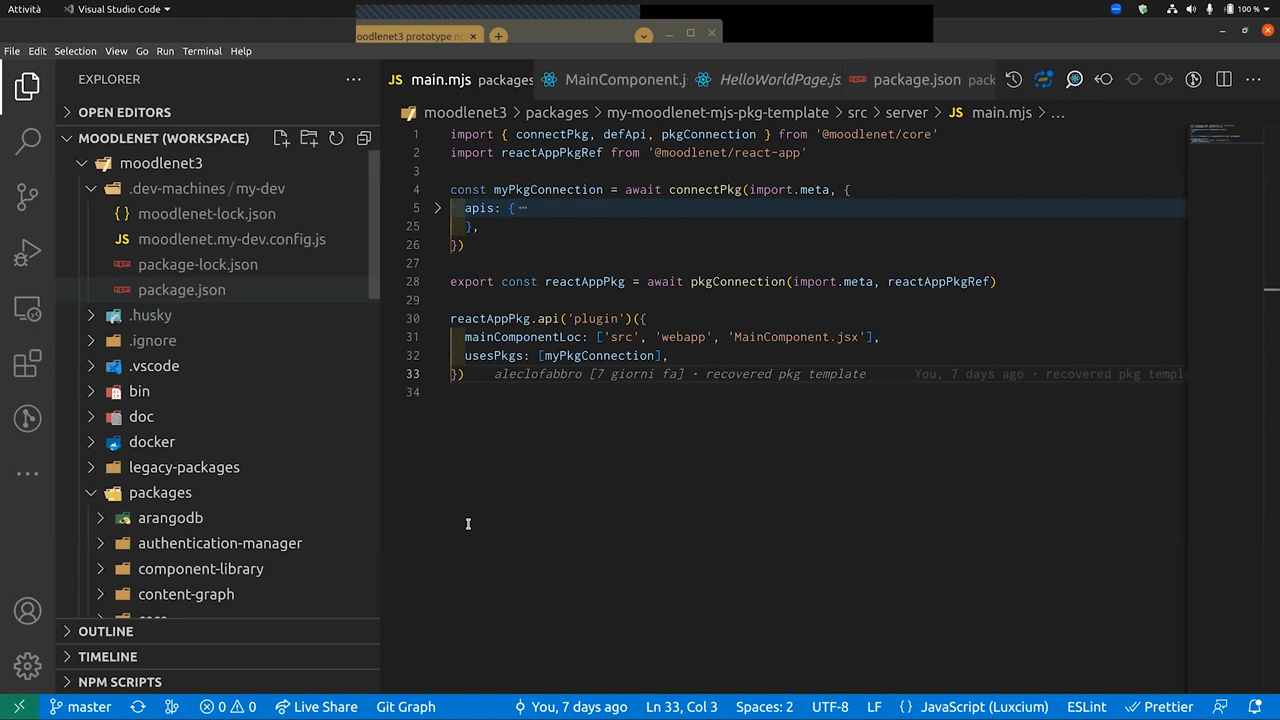 Attività
Visual Studio Code
100 %
oodlenet3 prototype n
File Edit Selection View Go Run Terminal Help
EXPLORER
OPEN EDITORS
MOODLENET (WORKSPACE)
moodlenet3
.dev-machines / my-dev
moodlenet-lock.json
moodlenet.my-dev.config.js
package-lock.json
package.json
.husky
.ignore
.vscode
bin
doc
docker
legacy-packages
packages
arangodb
authentication-manager
component-library
content-graph
OUTLINE
TIMELINE
NPM SCRIPTS
JS main.mjs packages MainComponent.j HelloWorldPage.js package.json pack
moodlenet3 > packages > my-moodlenet-mjs-pkg-template > src > server > JS main.mjs > ...
1 import { connectPkg, defApi, pkgConnection } from '@moodlenet/core'
2 import reactAppPkgRef from '@moodlenet/react-app'
3
4 const myPkgConnection = await connectPkg(import.meta, {
5 apis: { ⋯
25 },
26 })
27
28 export const reactAppPkg = await pkgConnection(import.meta, reactAppPkgRef)
29
30 reactAppPkg.api('plugin')({
31 mainComponentLoc: ['src', 'webapp', 'MainComponent.jsx'],
32 usesPkgs: [myPkgConnection],
33 }) aleclofabbro [7 giorni fa] • recovered pkg template You, 7 days ago • recovered pkg templ
34
master 0 0 Live Share Git Graph You, 7 days ago Ln 33, Col 3 Spaces: 2 UTF-8 LF {} JavaScript (Luxcium) ESLint Prettier